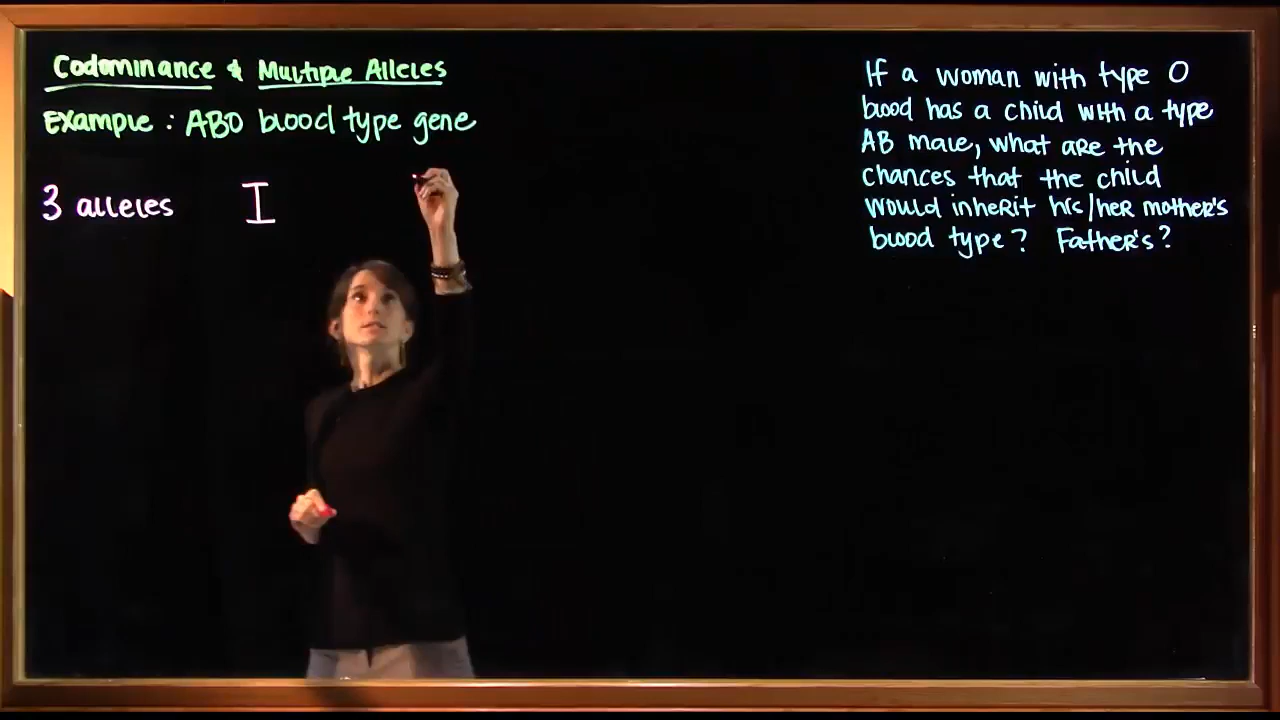 Codominance & Multiple Alleles
Example: ABO blood type gene
3 alleles I
If a woman with type O
blood has a child with a type
AB male, what are the
chances that the child
would inherit his/her mother's
blood type? Father's?